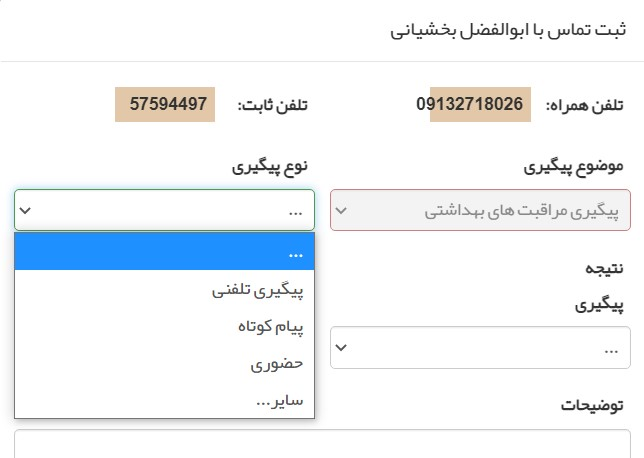 ثبت تماس با ابوالفضل بخشیانی
تلفن همراه: 09132718026 تلفن ثابت: 57594497
موضوع پیگیری نوع پیگیری
پیگیری مراقبت های بهداشتی ...
...
پیگیری تلفنی
پیام کوتاه
حضوری
سایر...
نتیجه
پیگیری
...
توضیحات